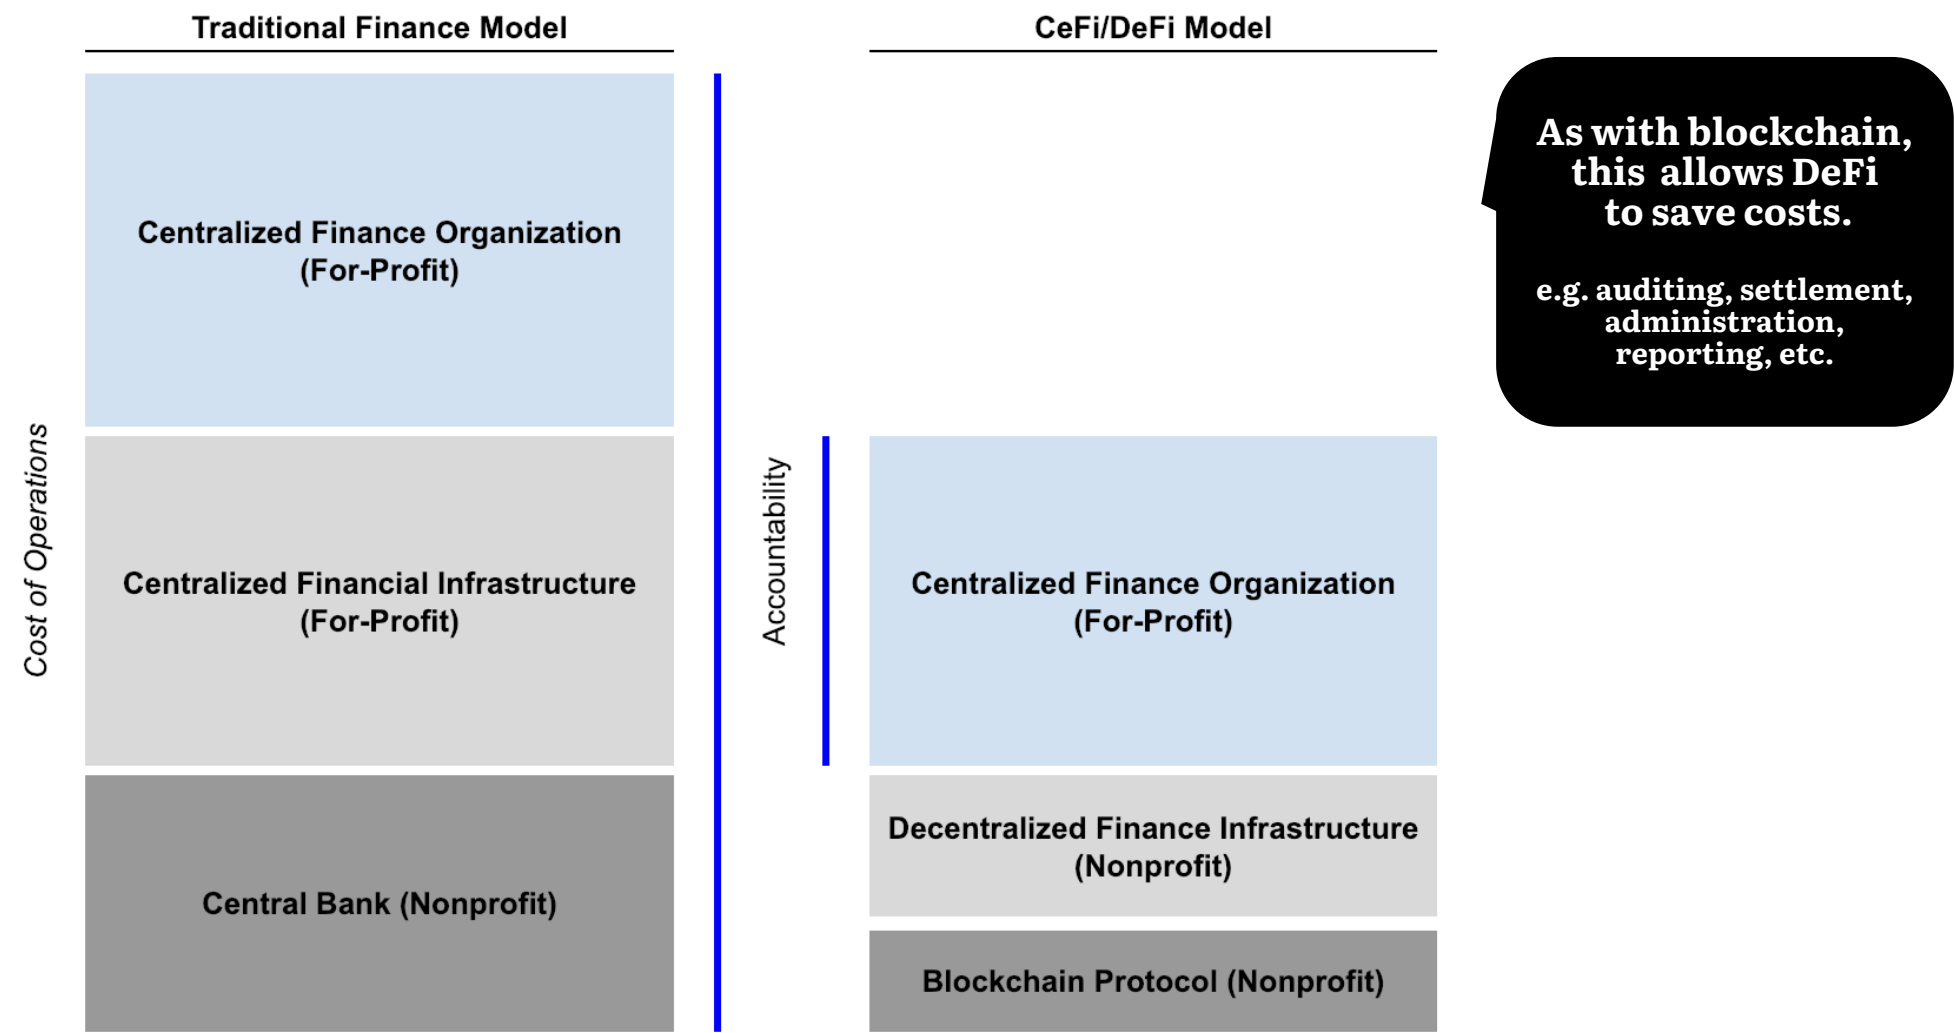 Traditional Finance Model
CeFi/DeFi Model
Centralized Finance Organization
(For-Profit)
Centralized Financial Infrastructure
(For-Profit)
Central Bank (Nonprofit)
Cost of Operations
Accountability
Centralized Finance Organization
(For-Profit)
Decentralized Finance Infrastructure
(Nonprofit)
Blockchain Protocol (Nonprofit)
As with blockchain,
this allows DeFi
to save costs.
e.g. auditing, settlement,
administration,
reporting, etc.